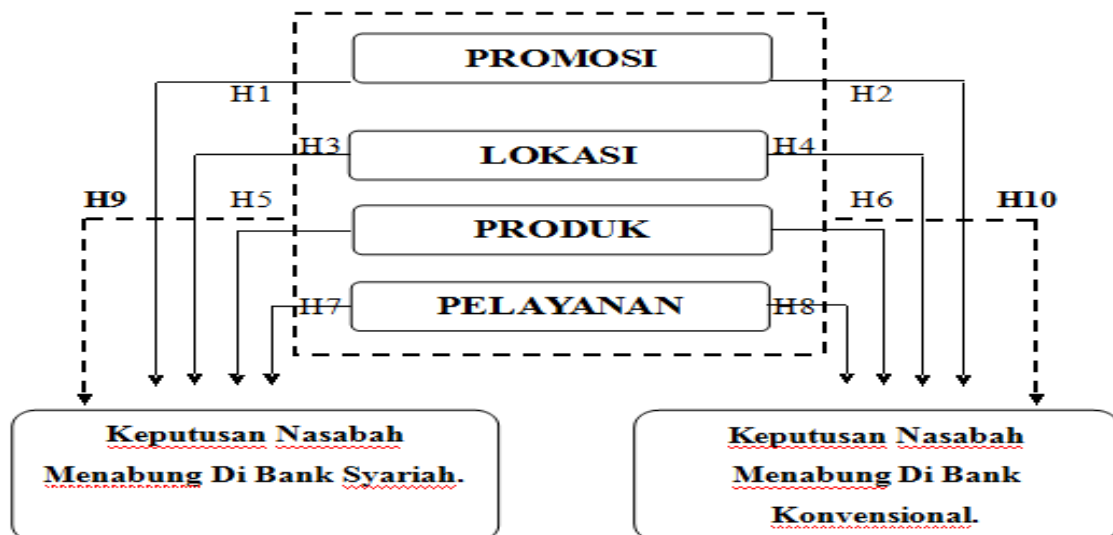 PROMOSI
H1
H2
H3
LOKASI
H4
H9
H5
H6
H10
PRODUK
H7
PELAYANAN
H8
Keputusan Nasabah
Menabung Di Bank Syariah.
Keputusan Nasabah
Menabung Di Bank
Konvensional.